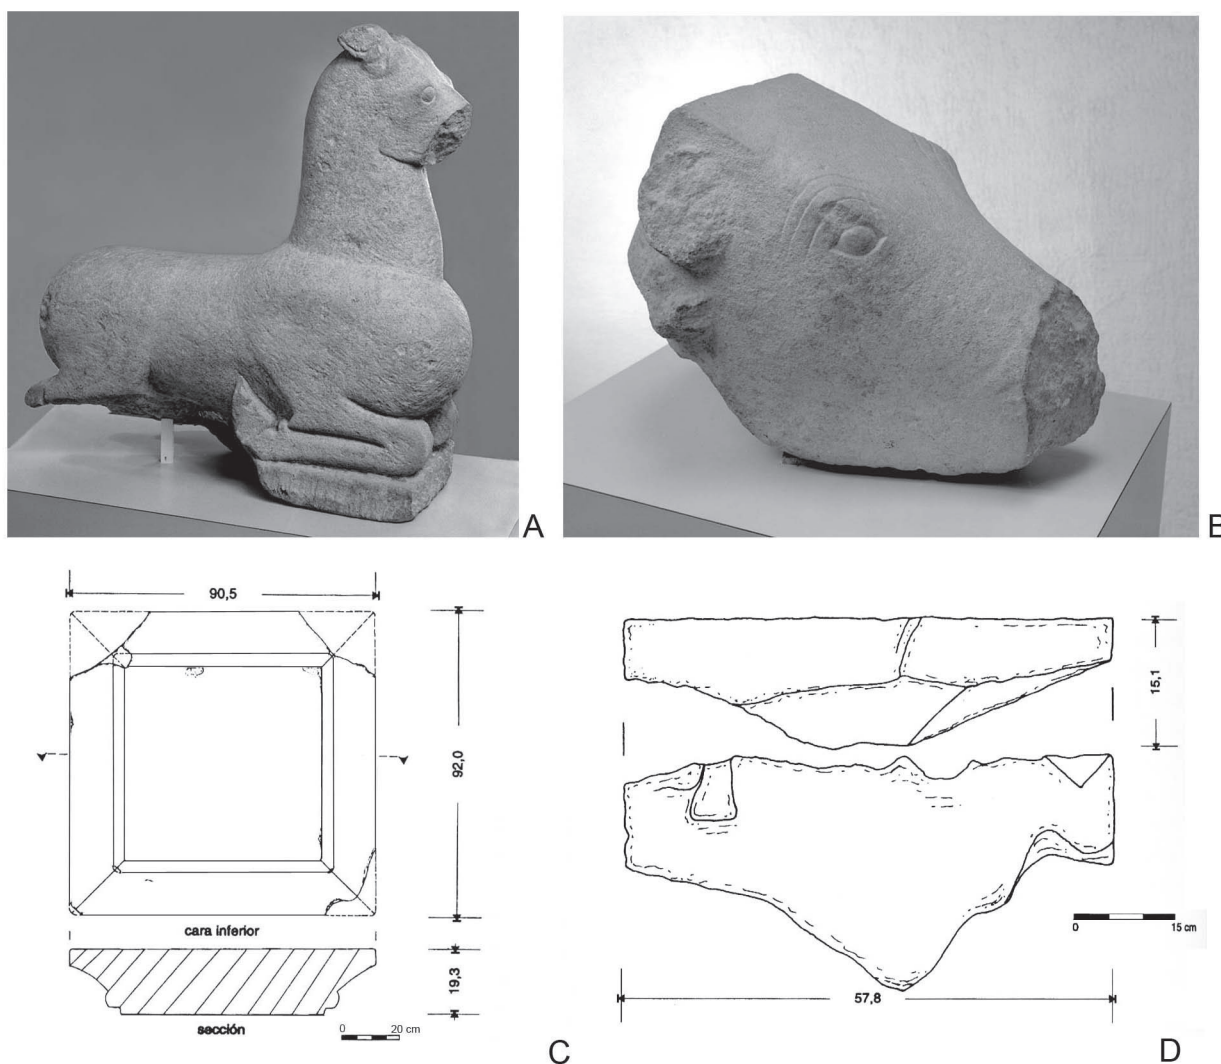 A
B
90,5
92,0
cara inferior
19,3
sección
0 20 cm
C
15,1
0 15 cm
57,8
D